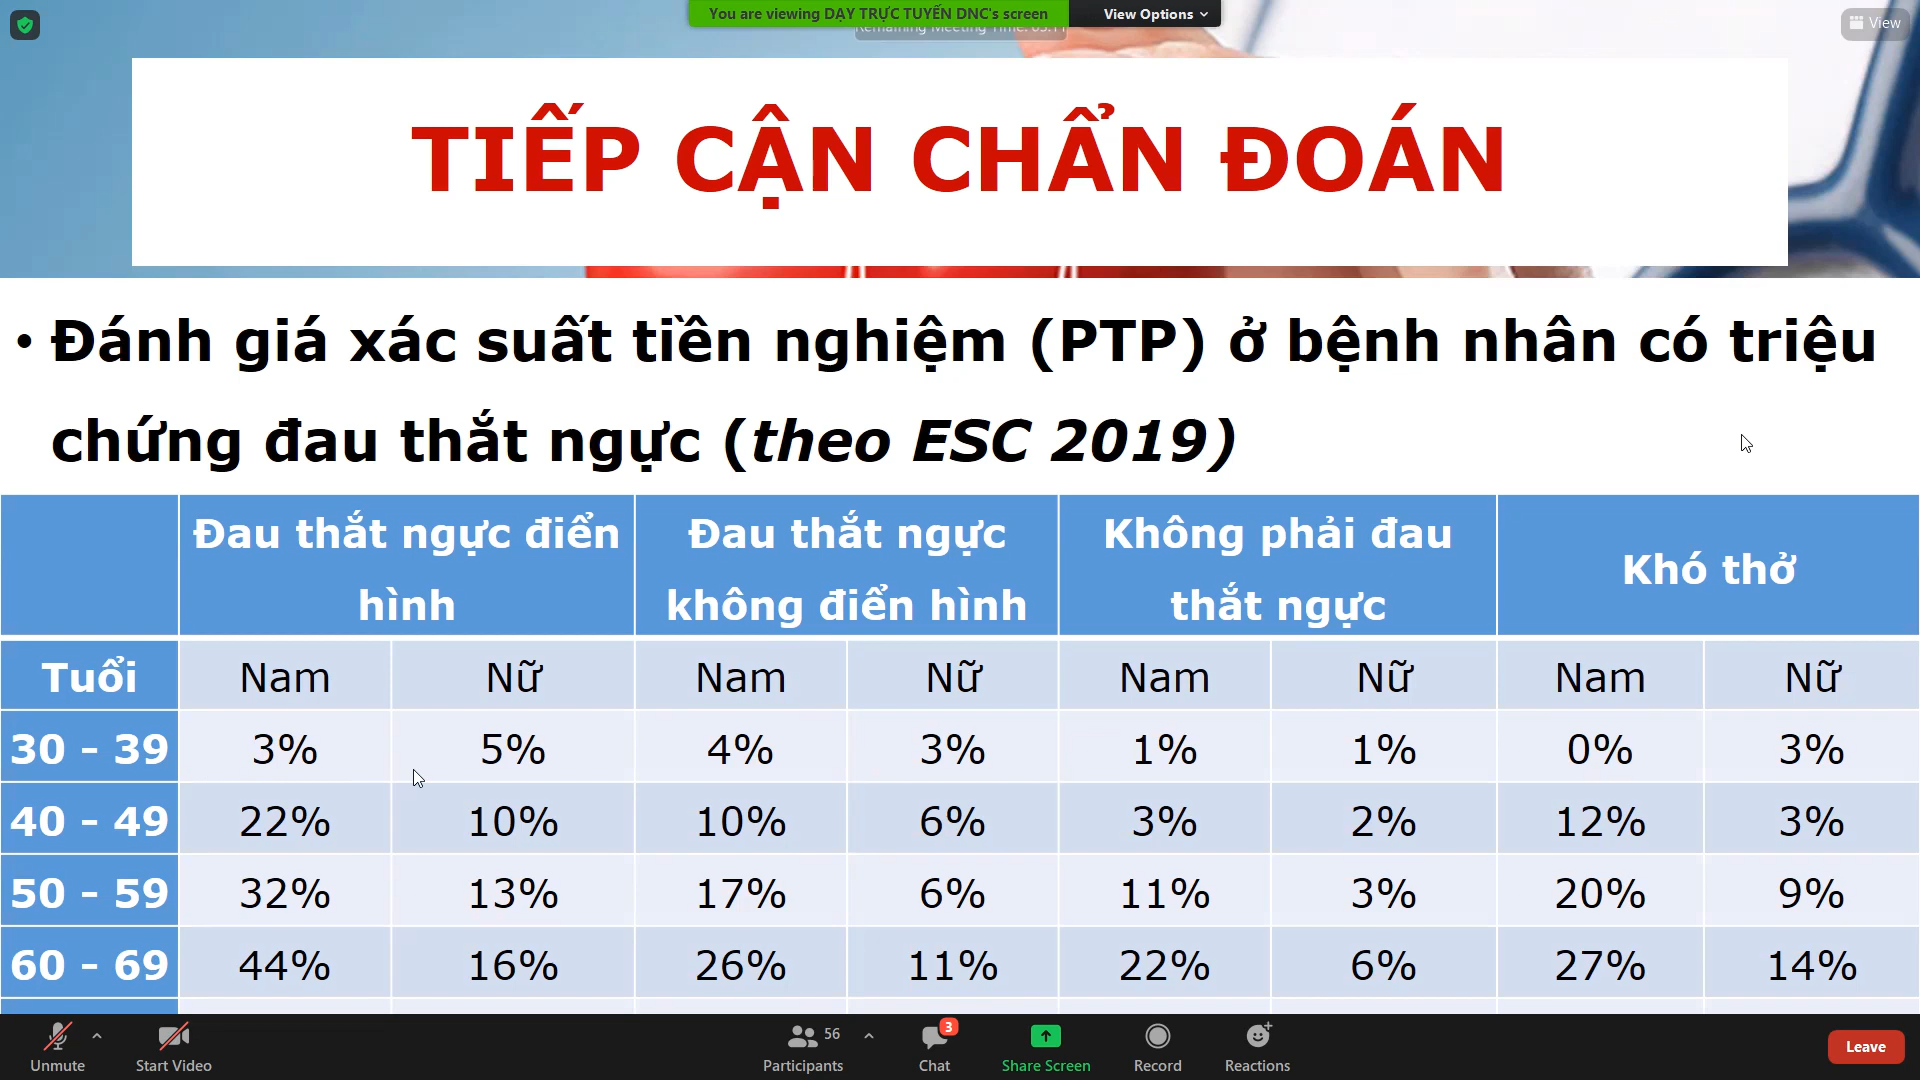 You are viewing DẠY TRỰC TUYẾN DNC's screen
View Options
View
TIẾP CẬN CHẨN ĐOÁN
• Đánh giá xác suất tiền nghiệm (PTP) ở bệnh nhân có triệu
chứng đau thắt ngực (theo ESC 2019)
Đau thắt ngực điển hình
Đau thắt ngực không điển hình
Không phải đau thắt ngực
Khó thở
Tuổi Nam Nữ Nam Nữ Nam Nữ Nam Nữ
30 - 39 3% 5% 4% 3% 1% 1% 0% 3%
40 - 49 22% 10% 10% 6% 3% 2% 12% 3%
50 - 59 32% 13% 17% 6% 11% 3% 20% 9%
60 - 69 44% 16% 26% 11% 22% 6% 27% 14%
Unmute
Start Video
56
Participants
3
Chat
Share Screen
Record
Reactions
Leave